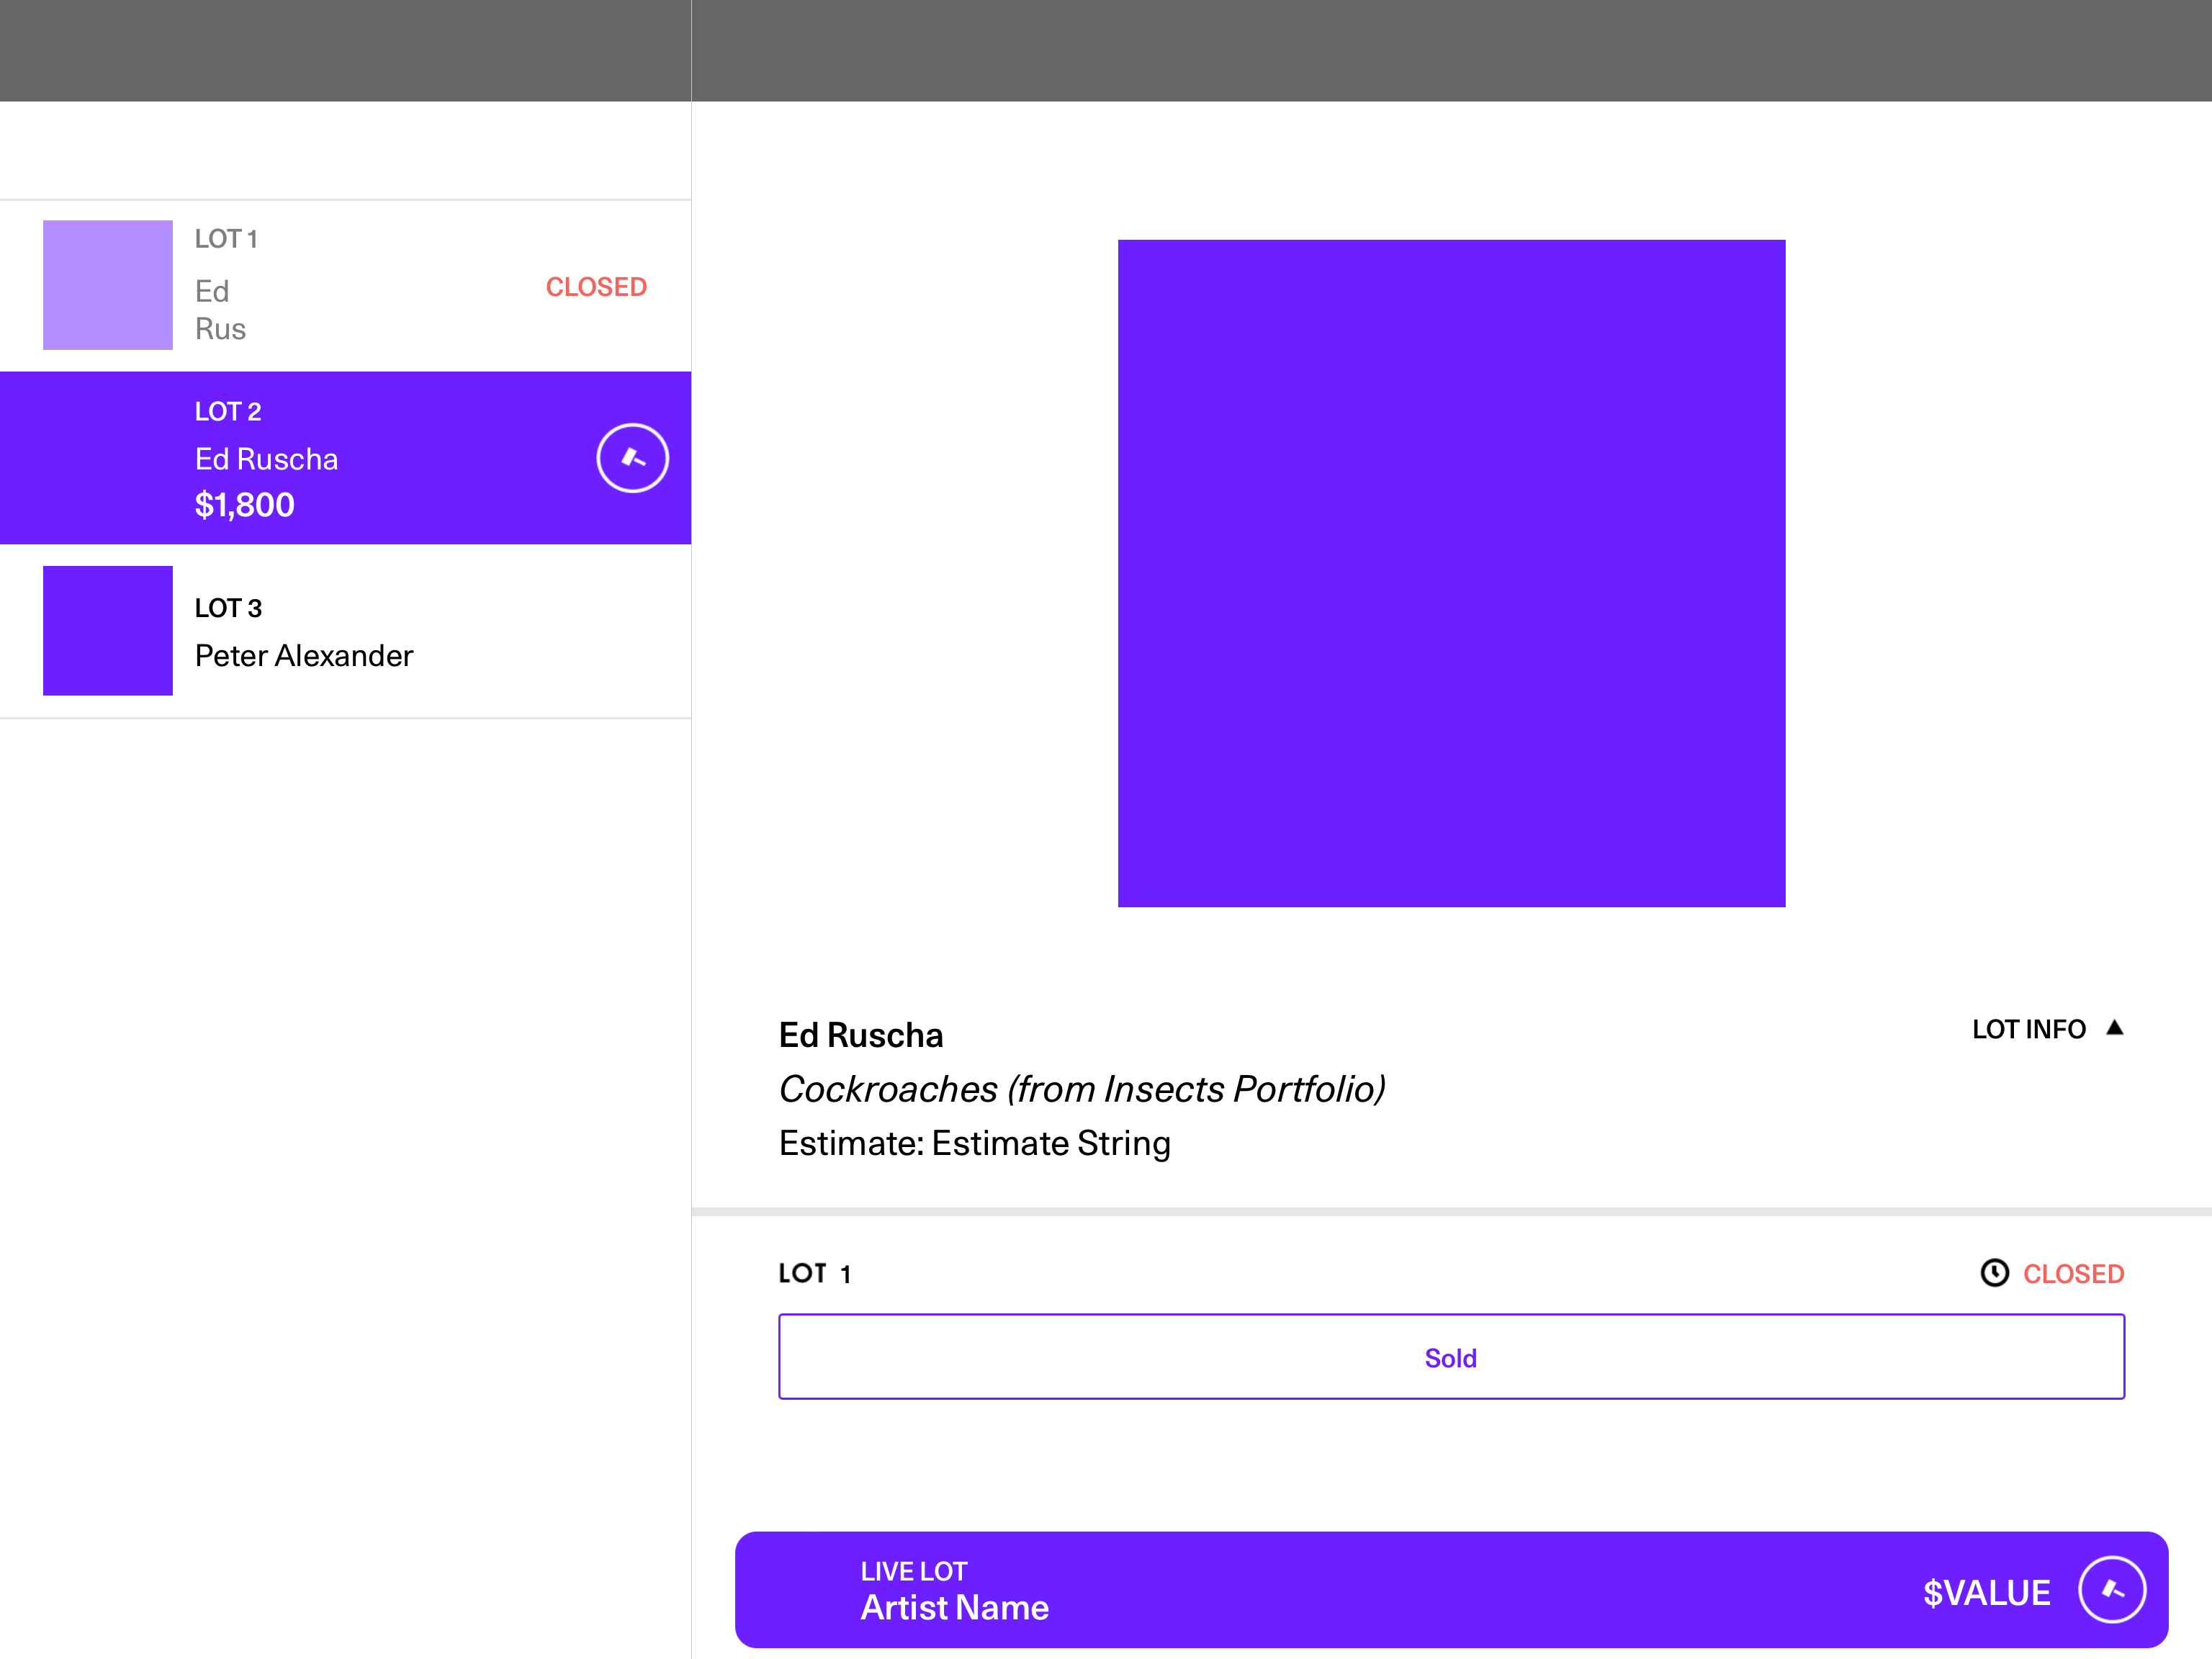 LOT 1
Ed
Rus
CLOSED
LOT 2
Ed Ruscha
$1,800
LOT 3
Peter Alexander
Ed Ruscha
LOT INFO
Cockroaches (from Insects Portfolio)
Estimate: Estimate String
LOT 1
CLOSED
Sold
LIVE LOT
Artist Name
$VALUE